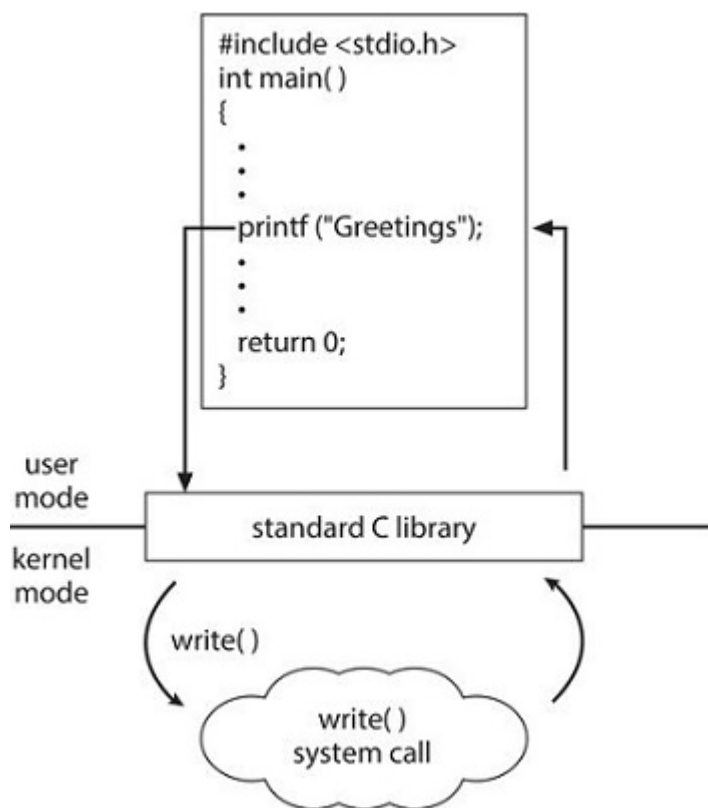 #include <stdio.h>
int main( )
{
•
•
•
printf ("Greetings");
•
•
•
return 0;
}
user
mode
standard C library
kernel
mode
write( )
write( )
system call